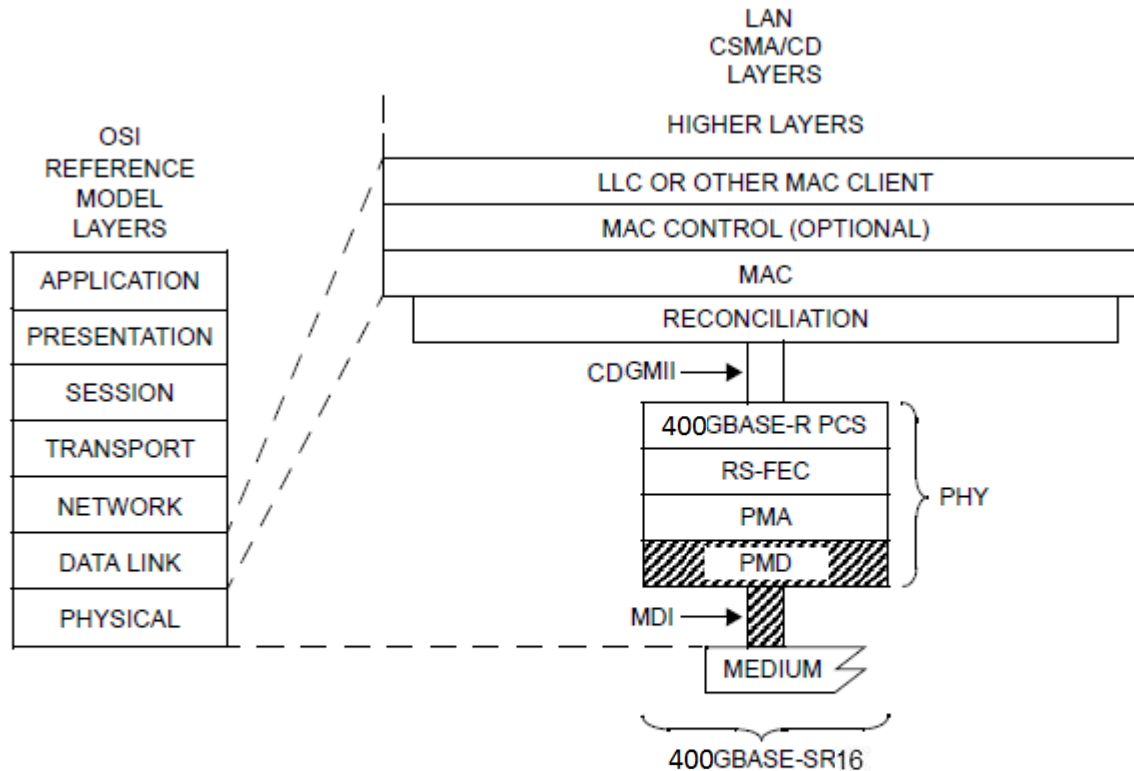 LAN
CSMA/CD
LAYERS
OSI
REFERENCE
MODEL
LAYERS
HIGHER LAYERS
LLC OR OTHER MAC CLIENT
MAC CONTROL (OPTIONAL)
MAC
RECONCILIATION
APPLICATION
PRESENTATION
SESSION
TRANSPORT
NETWORK
DATA LINK
PHYSICAL
CDGMII
400GBASE-R PCS
RS-FEC
PMA
PMD
PHY
MDI
MEDIUM
400GBASE-SR16